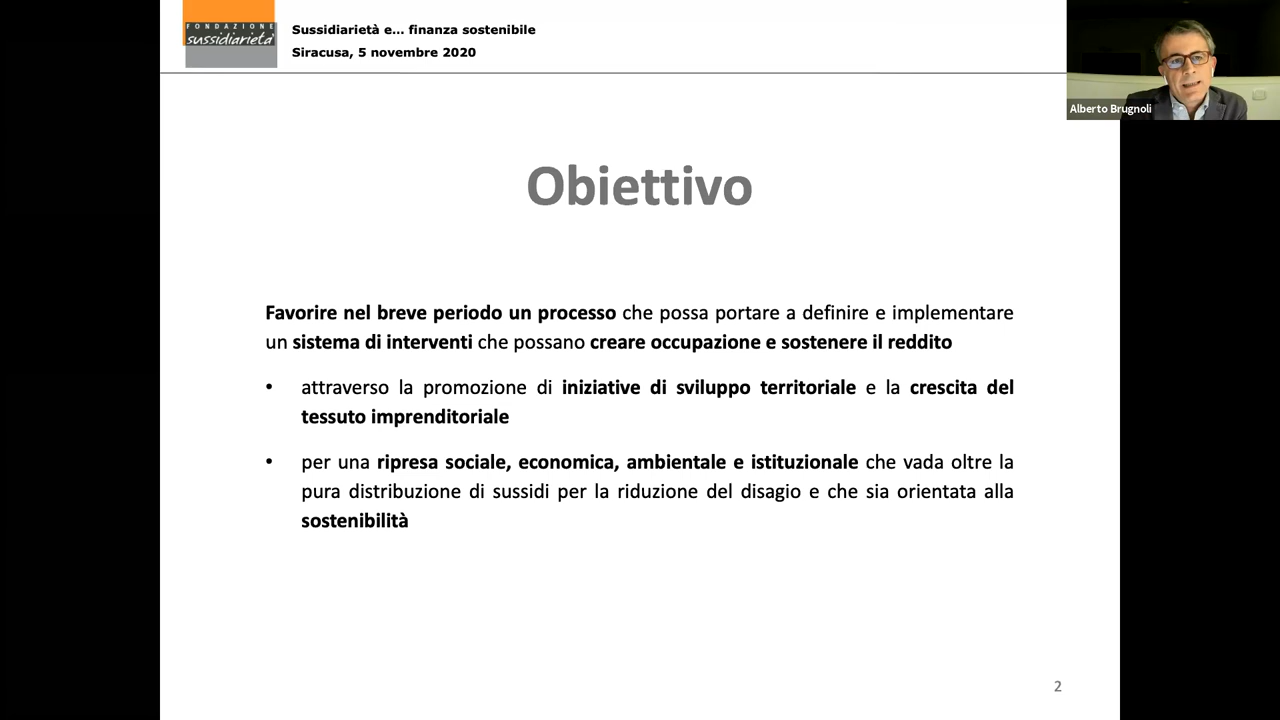 FONDAZIONE
sussidiarietà
Sussidiarietà e... finanza sostenibile
Siracusa, 5 novembre 2020
Alberto Brugnoli
Obiettivo
Favorire nel breve periodo un processo che possa portare a definire e implementare
un sistema di interventi che possano creare occupazione e sostenere il reddito
• attraverso la promozione di iniziative di sviluppo territoriale e la crescita del
tessuto imprenditoriale
• per una ripresa sociale, economica, ambientale e istituzionale che vada oltre la
pura distribuzione di sussidi per la riduzione del disagio e che sia orientata alla
sostenibilità
2